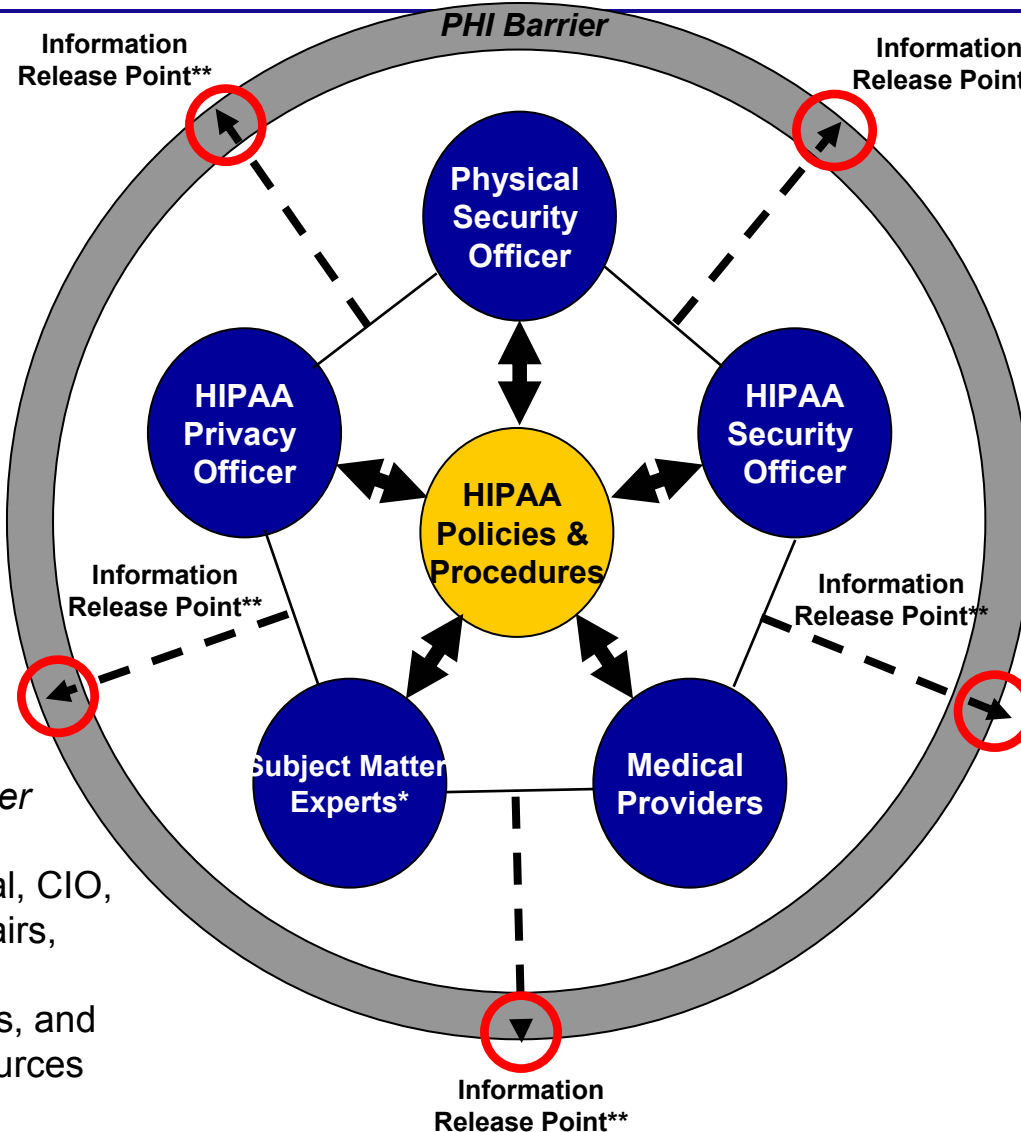 PHI Barrier
Information
Release Point**
Information
Release Point
Physical
Security
Officer
HIPAA
Privacy
Officer
HIPAA
Security
Officer
HIPAA
Policies &
Procedures
Information
Release Point**
Information
Release Point**
Subject Matter
Experts*
Medical
Providers
er
al, CIO,
airs,
s, and
urces
Information
Release Point**